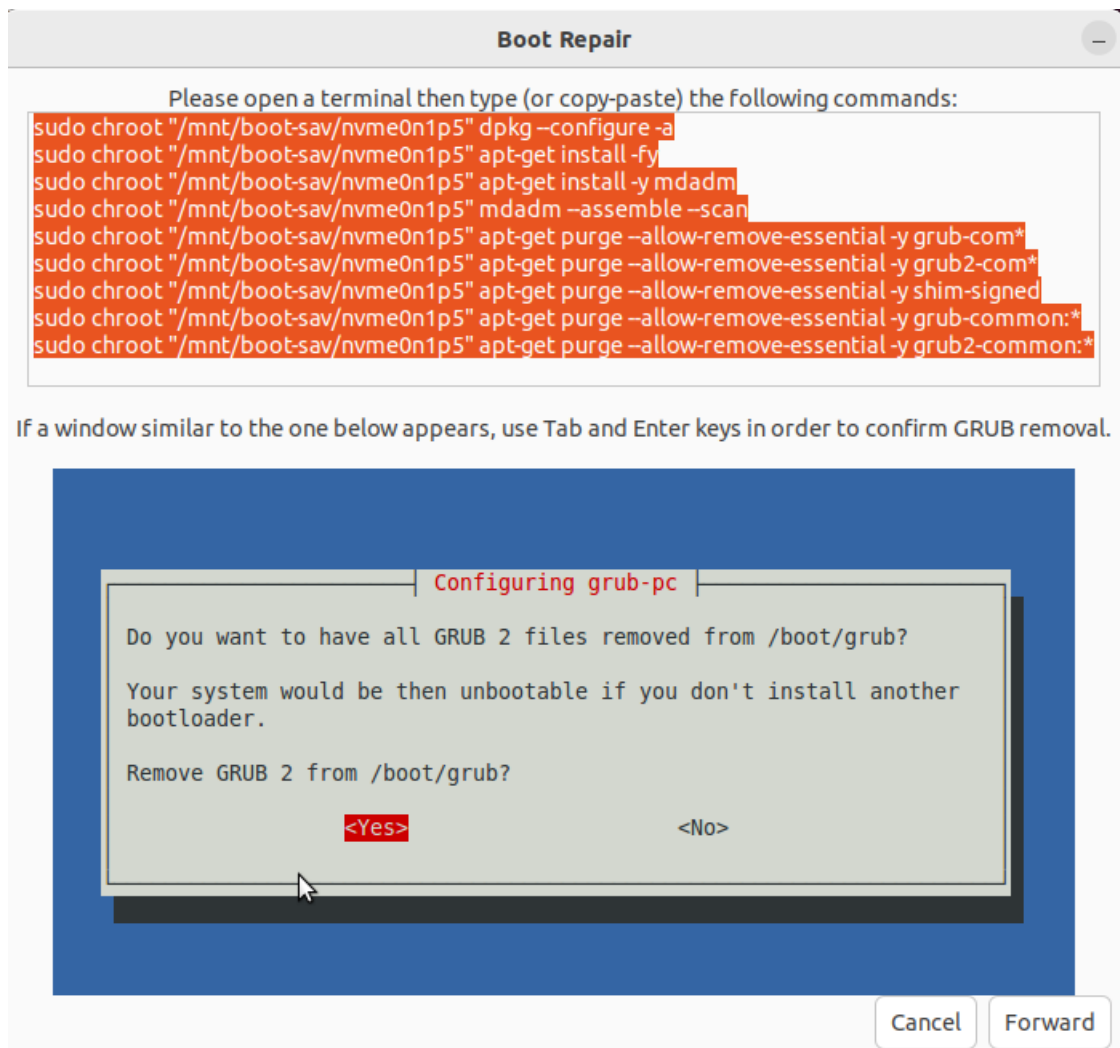 Boot Repair
Please open a terminal then type (or copy-paste) the following commands:
sudo chroot "/mnt/boot-sav/nvme0n1p5" dpkg --configure -a
sudo chroot "/mnt/boot-sav/nvme0n1p5" apt-get install -fy
sudo chroot "/mnt/boot-sav/nvme0n1p5" apt-get install -y mdadm
sudo chroot "/mnt/boot-sav/nvme0n1p5" mdadm --assemble --scan
sudo chroot "/mnt/boot-sav/nvme0n1p5" apt-get purge --allow-remove-essential -y grub-com*
sudo chroot "/mnt/boot-sav/nvme0n1p5" apt-get purge --allow-remove-essential -y grub2-com*
sudo chroot "/mnt/boot-sav/nvme0n1p5" apt-get purge --allow-remove-essential -y shim-signed
sudo chroot "/mnt/boot-sav/nvme0n1p5" apt-get purge --allow-remove-essential -y grub-common:*
sudo chroot "/mnt/boot-sav/nvme0n1p5" apt-get purge --allow-remove-essential -y grub2-common:*
If a window similar to the one below appears, use Tab and Enter keys in order to confirm GRUB removal.
Configuring grub-pc
Do you want to have all GRUB 2 files removed from /boot/grub?
Your system would be then unbootable if you don't install another
bootloader.
Remove GRUB 2 from /boot/grub?
<Yes> <No>
Cancel Forward